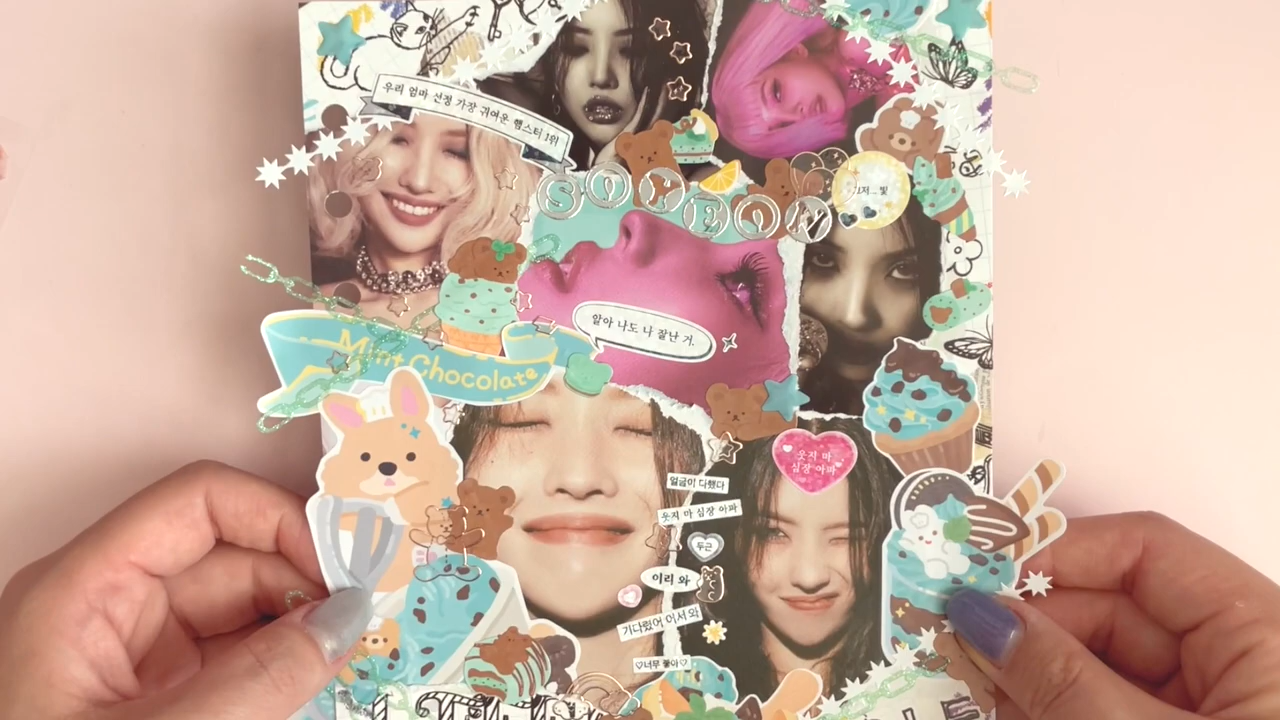 우리 엄마 선정 가장 귀여운 햄스터 1위
SOYEON
그저... 빛
알아 나도 나 잘난 거.
Mint Chocolate
웃지 마
심장 아파
얼굴이 다했다
웃지 마 심장 아파
두근
이리 와
기다렸어 어서 와
♡너무 좋아♡